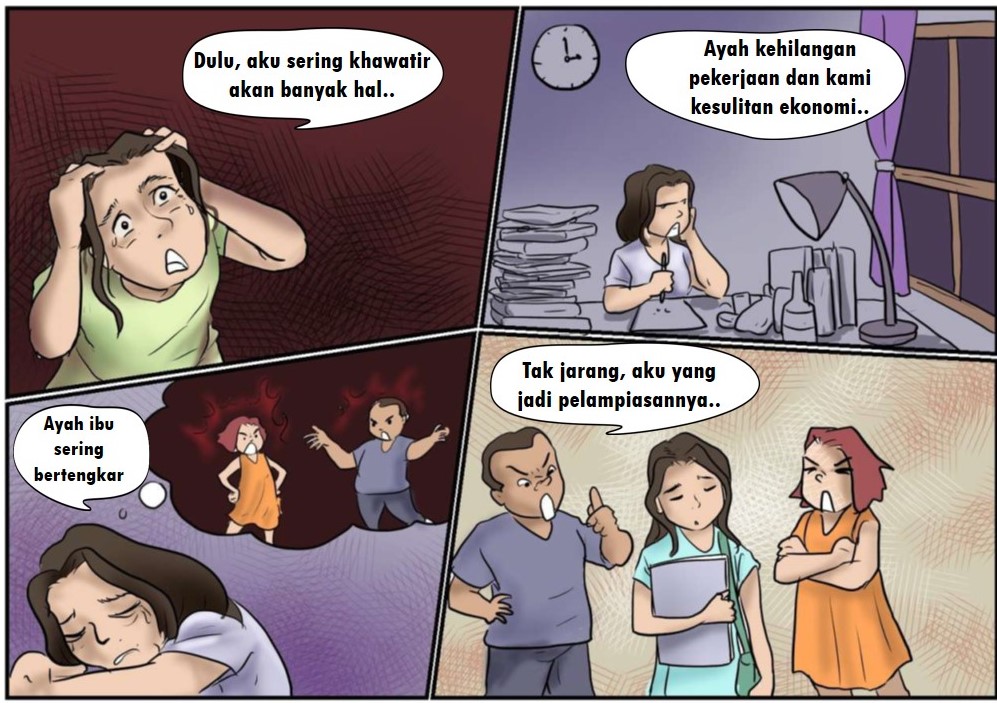 Dulu, aku sering khawatir
akan banyak hal..
Ayah kehilangan
pekerjaan dan kami
kesulitan ekonomi..
Ayah ibu
sering
bertengkar
Tak jarang, aku yang
jadi pelampiasannya..